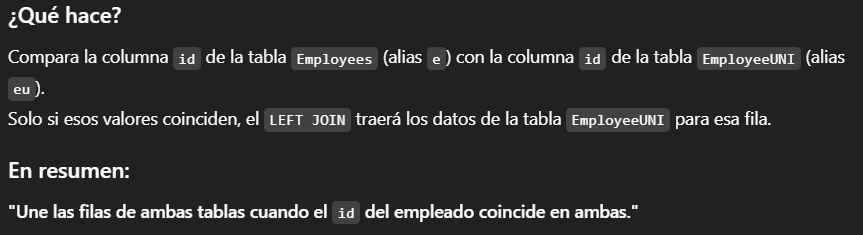 ¿Qué hace?
Compara la columna id de la tabla Employees (alias e) con la columna id de la tabla EmployeeUNI (alias
eu).
Solo si esos valores coinciden, el LEFT JOIN traerá los datos de la tabla EmployeeUNI para esa fila.
En resumen:
"Une las filas de ambas tablas cuando el id del empleado coincide en ambas."